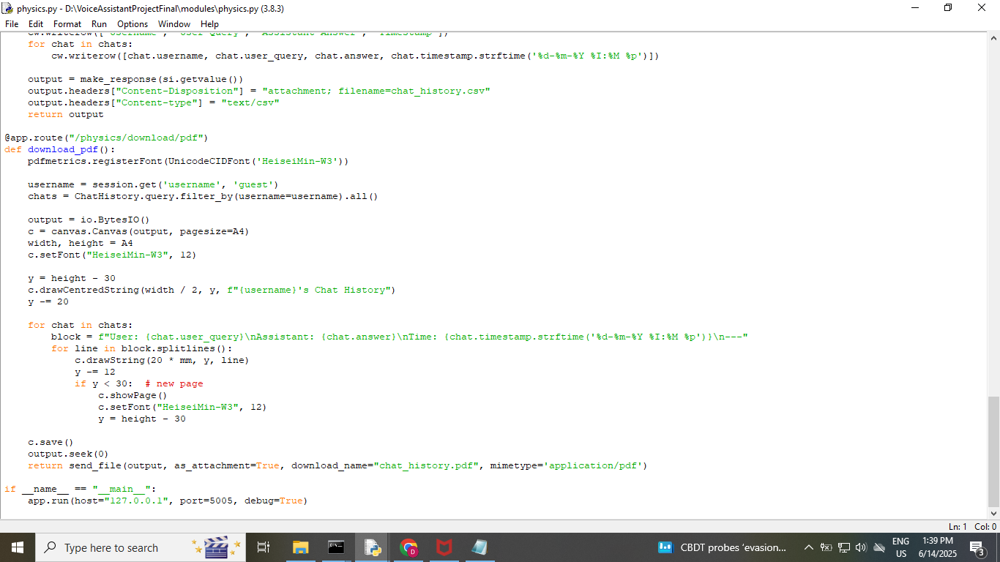 physics.py - D:\VoiceAssistantProjectFinal\modules\physics.py (3.8.3)
File Edit Format Run Options Window Help
cw.writerow(['Username', 'User Query', 'Assistant Answer', 'Timestamp'])
for chat in chats:
cw.writerow([chat.username, chat.user_query, chat.answer, chat.timestamp.strftime('%d-%m-%Y %I:%M %p')])
output = make_response(si.getvalue())
output.headers["Content-Disposition"] = "attachment; filename=chat_history.csv"
output.headers["Content-type"] = "text/csv"
return output
@app.route("/physics/download/pdf")
def download_pdf():
pdfmetrics.registerFont(UnicodeCIDFont('HeiseiMin-W3'))
username = session.get('username', 'guest')
chats = ChatHistory.query.filter_by(username=username).all()
output = io.BytesIO()
c = canvas.Canvas(output, pagesize=A4)
width, height = A4
c.setFont("HeiseiMin-W3", 12)
y = height - 30
c.drawCentredString(width / 2, y, f"{username}'s Chat History")
y -= 20
for chat in chats:
block = f"User: {chat.user_query}\nAssistant: {chat.answer}\nTime: {chat.timestamp.strftime('%d-%m-%Y %I:%M %p')}\n---"
for line in block.splitlines():
c.drawString(20 * mm, y, line)
y -= 12
if y < 30:  # new page
c.showPage()
c.setFont("HeiseiMin-W3", 12)
y = height - 30
c.save()
output.seek(0)
return send_file(output, as_attachment=True, download_name="chat_history.pdf", mimetype='application/pdf')
if __name__ == "__main__":
app.run(host="127.0.0.1", port=5005, debug=True)
Ln: 1 Col: 0
Type here to search
D
CBDT probes 'evasion...
ENG
US
1:39 PM
6/14/2025
3